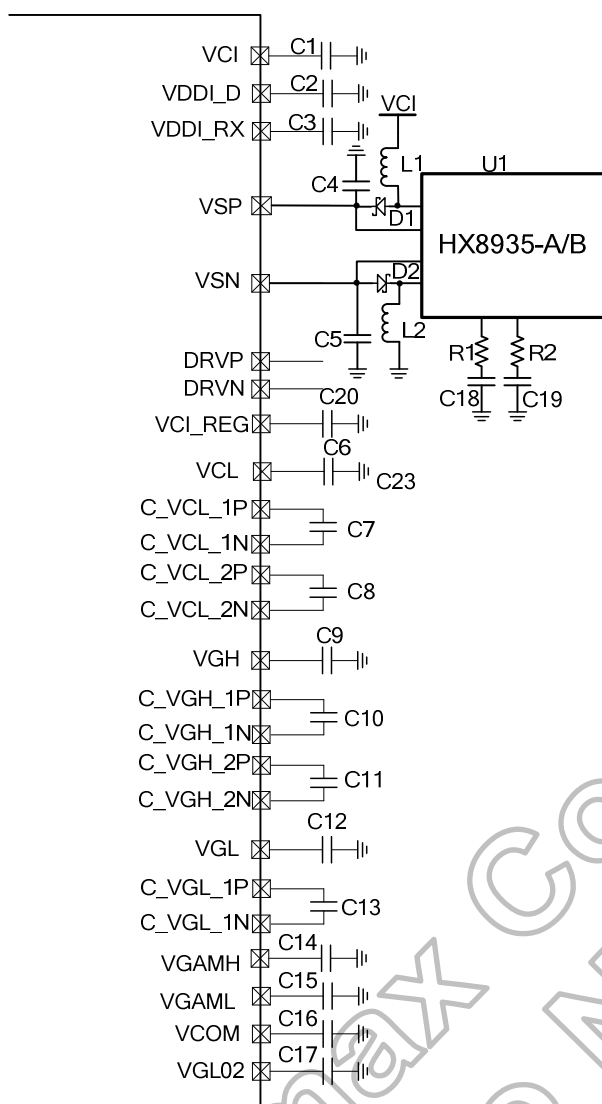 VCI C1
VDDI_D C2
VCI
VDDI_RX C3
L1 U1
C4
VSP
D1
HX8935-A/B
D2
VSN
L2
C5
R1 R2
DRVP
DRVN
C18 C19
C20
VCI_REG
C6
VCL
C23
C_VCL_1P
C7
C_VCL_1N
C_VCL_2P
C8
C_VCL_2N
C9
VGH
C_VGH_1P
C10
C_VGH_1N
C_VGH_2P
C11
C_VGH_2N
C12
VGL
C_VGL_1P
C13
C_VGL_1N
C14
VGAMH
C15
VGAML
C16
VCOM
C17
VGL02
max Co